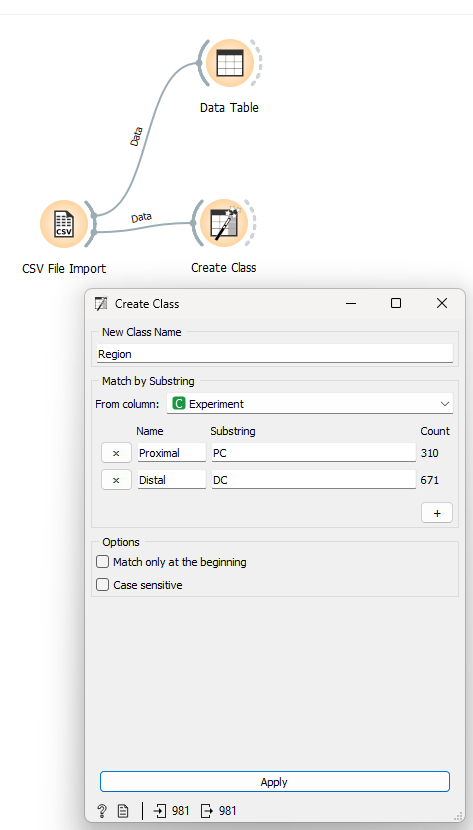 Data Table
Data
CSV
Data
CSV File Import
Create Class
Create Class
New Class Name
Region
Match by Substring
From column: C Experiment
Name Substring Count
× Proximal PC 310
× Distal DC 671
+
Options
Match only at the beginning
Case sensitive
Apply
? 981 981